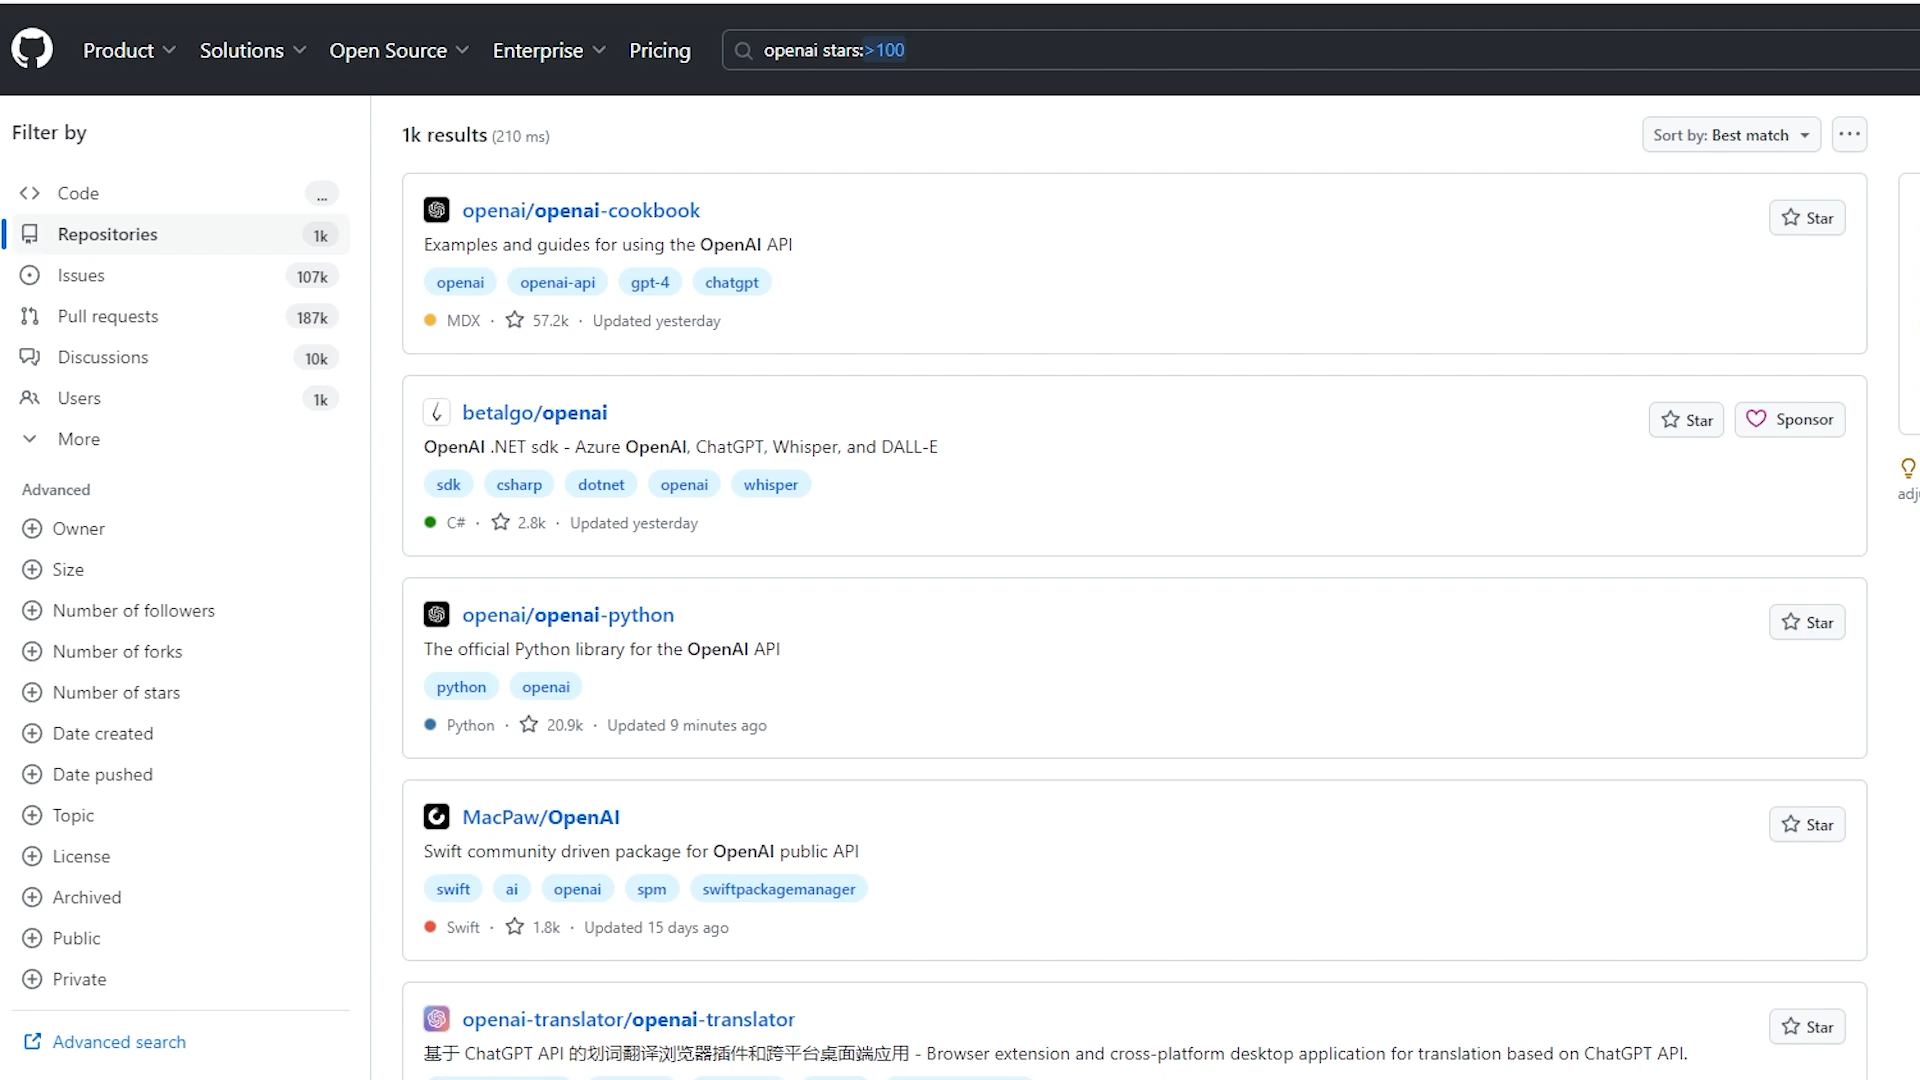 Product Solutions Open Source Enterprise Pricing openai stars:>100
Filter by
Code ...
Repositories 1k
Issues 107k
Pull requests 187k
Discussions 10k
Users 1k
More
Advanced
Owner
Size
Number of followers
Number of forks
Number of stars
Date created
Date pushed
Topic
License
Archived
Public
Private
Advanced search
1k results (210 ms)
Sort by: Best match
openai/openai-cookbook
Star
Examples and guides for using the OpenAI API
openai openai-api gpt-4 chatgpt
MDX · 57.2k · Updated yesterday
betalgo/openai
Star Sponsor
OpenAI .NET sdk - Azure OpenAI, ChatGPT, Whisper, and DALL-E
sdk csharp dotnet openai whisper
C# · 2.8k · Updated yesterday
openai/openai-python
Star
The official Python library for the OpenAI API
python openai
Python · 20.9k · Updated 9 minutes ago
MacPaw/OpenAI
Star
Swift community driven package for OpenAI public API
swift ai openai spm swiftpackagemanager
Swift · 1.8k · Updated 15 days ago
openai-translator/openai-translator
Star
基于 ChatGPT API 的划词翻译浏览器插件和跨平台桌面端应用 - Browser extension and cross-platform desktop application for translation based on ChatGPT API.